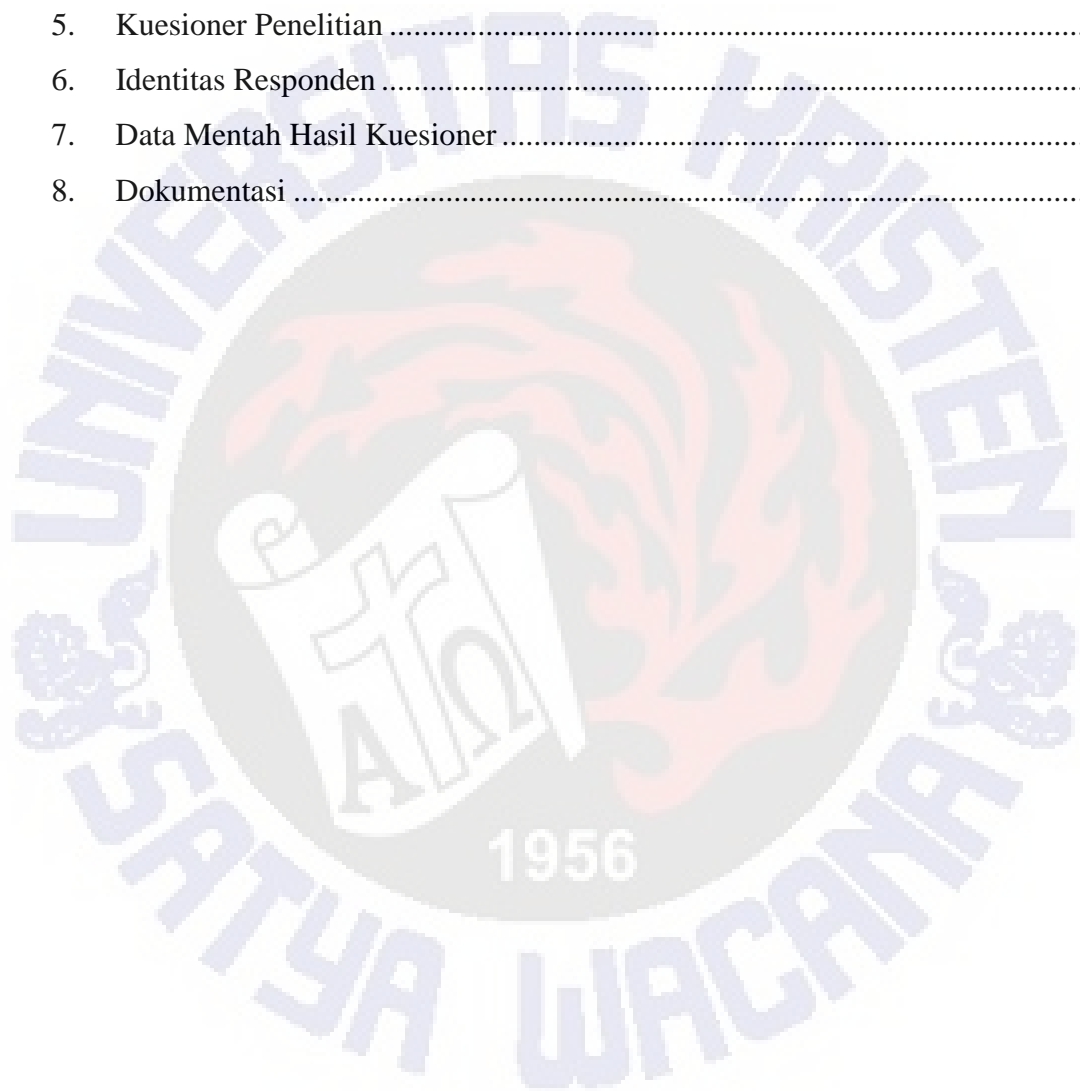 5. Kuesioner Penelitian ..........................................................................................
6. Identitas Responden ...........................................................................................
7. Data Mentah Hasil Kuesioner ..........................................................................
8. Dokumentasi ......................................................................................................
UNIVERSITAS KRISTEN
A Ω
1956
SATYA WACANA